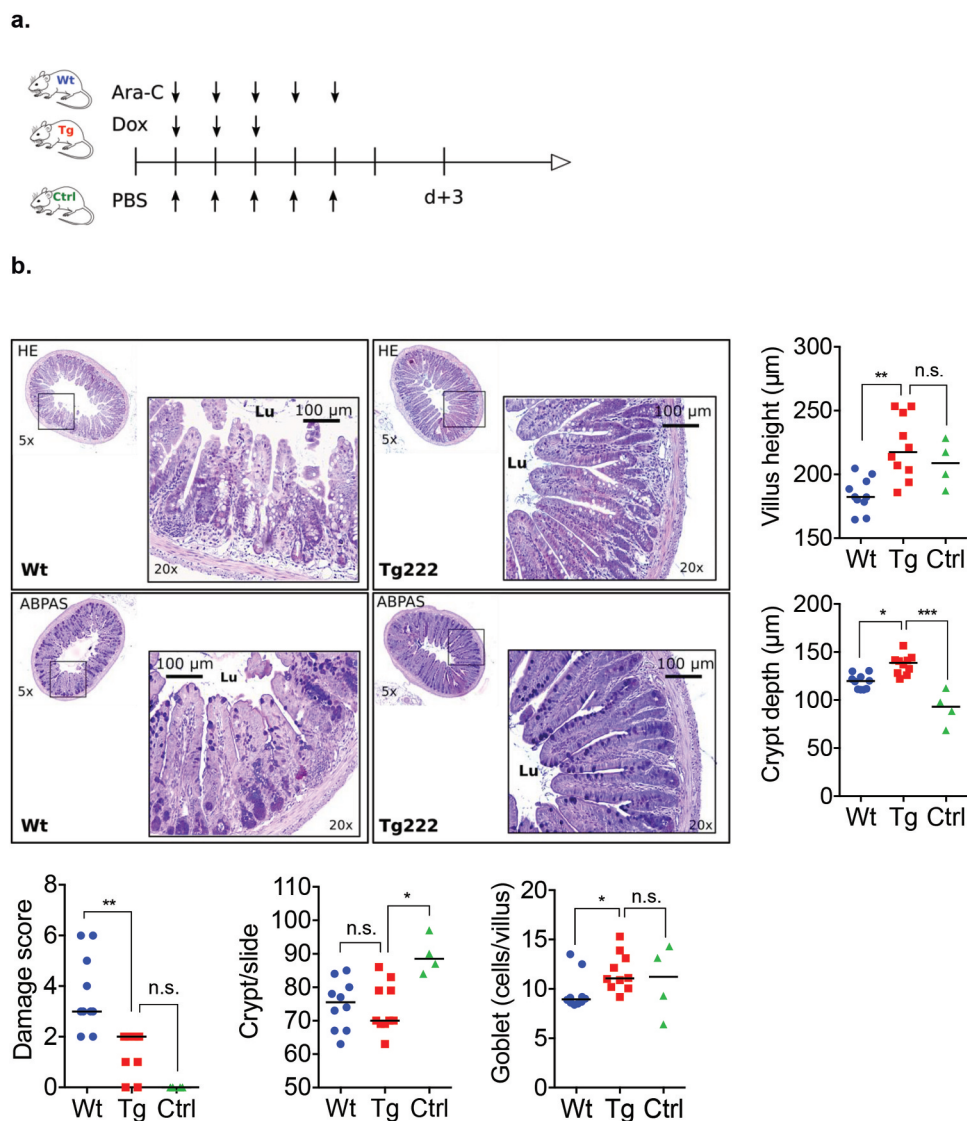 a.
Wt
Ara-C
Tg
Dox
Ctrl
PBS
d+3
b.
HE
5x
Lu
100 µm
20x
Wt
HE
5x
Lu
100 µm
20x
Tg222
ABPAS
5x
100 µm
Lu
20x
Wt
ABPAS
5x
100 µm
Lu
20x
Tg222
Villus height (µm)
300
250
200
150
**
n.s.
Wt Tg Ctrl
Crypt depth (µm)
200
150
100
50
0
*
***
Wt Tg Ctrl
Damage score
8
6
4
2
0
**
n.s.
Wt Tg Ctrl
Crypt/slide
110
100
90
80
70
60
50
n.s.
*
Wt Tg Ctrl
Goblet (cells/villus)
20
15
10
5
0
*
n.s.
Wt Tg Ctrl